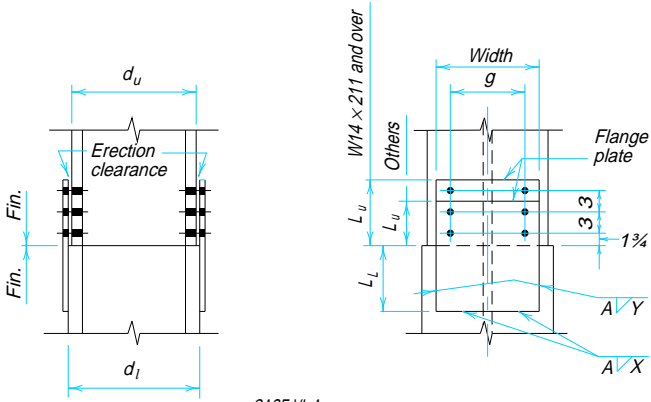 d_u
Erection
clearance
Fin.
Fin.
d_l
W14 × 211 and over
Others
Width
g
Flange
plate
L_u
L_u
3
3
1¾
L_L
A Y
A X